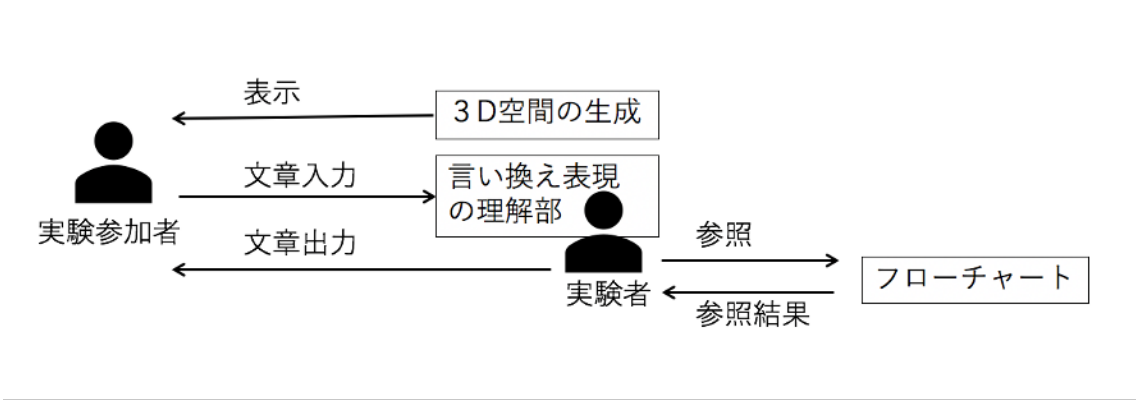 表示
３D空間の生成
文章入力
言い換え表現
の理解部
実験参加者
文章出力
参照
実験者
フローチャート
参照結果